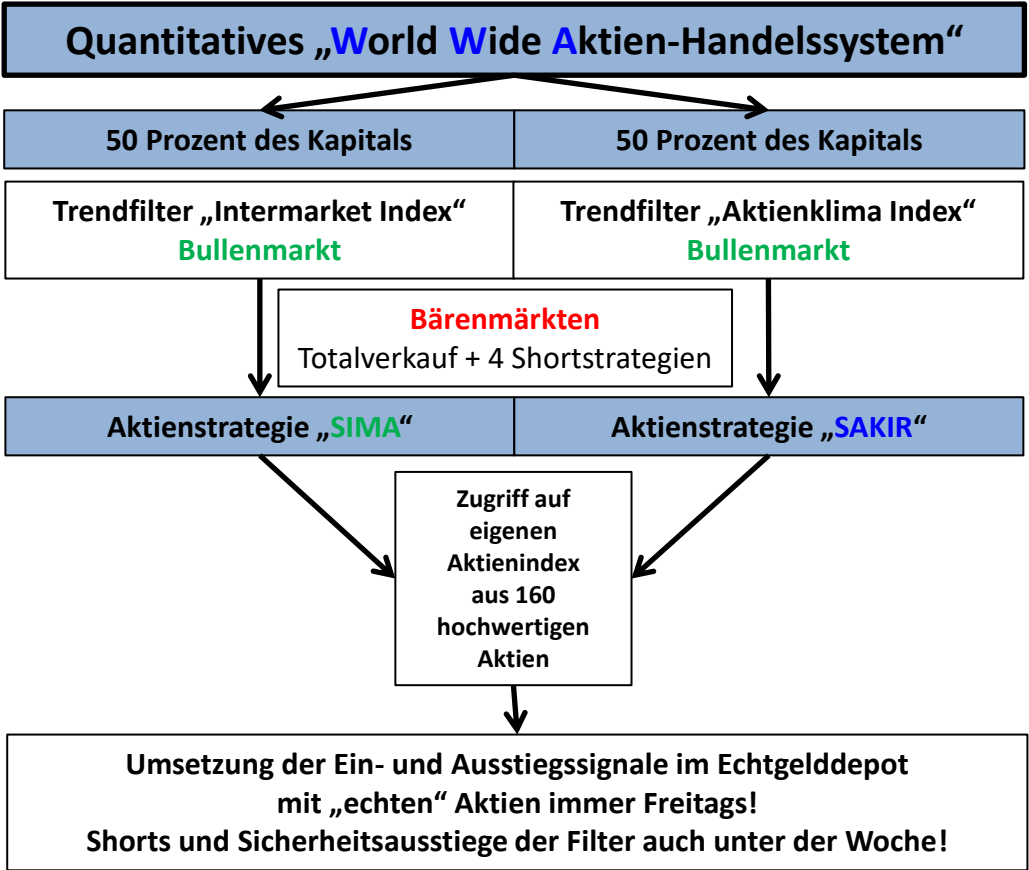 Quantitatives „World Wide Aktien-Handelssystem“
50 Prozent des Kapitals
50 Prozent des Kapitals
Trendfilter „Intermarket Index“
Bullenmarkt
Trendfilter „Aktienklima Index“
Bullenmarkt
Bärenmärkten
Totalverkauf + 4 Shortstrategien
Aktienstrategie „SIMA“
Aktienstrategie „SAKIR“
Zugriff auf
eigenen
Aktienindex
aus 160
hochwertigen
Aktien
Umsetzung der Ein- und Ausstiegssignale im Echtgelddepot
mit „echten“ Aktien immer Freitags!
Shorts und Sicherheitsausstiege der Filter auch unter der Woche!